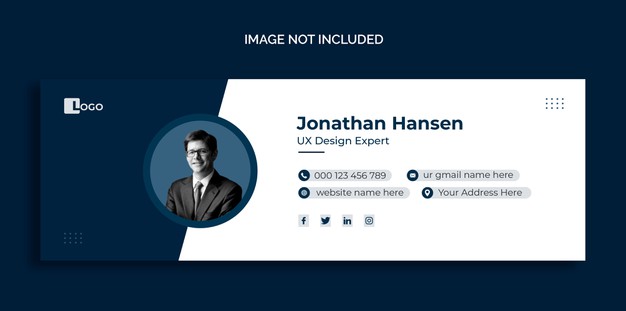 IMAGE NOT INCLUDED
LOGO
Jonathan Hansen
UX Design Expert
000 123 456 789
ur gmail name here
website name here
Your Address Here